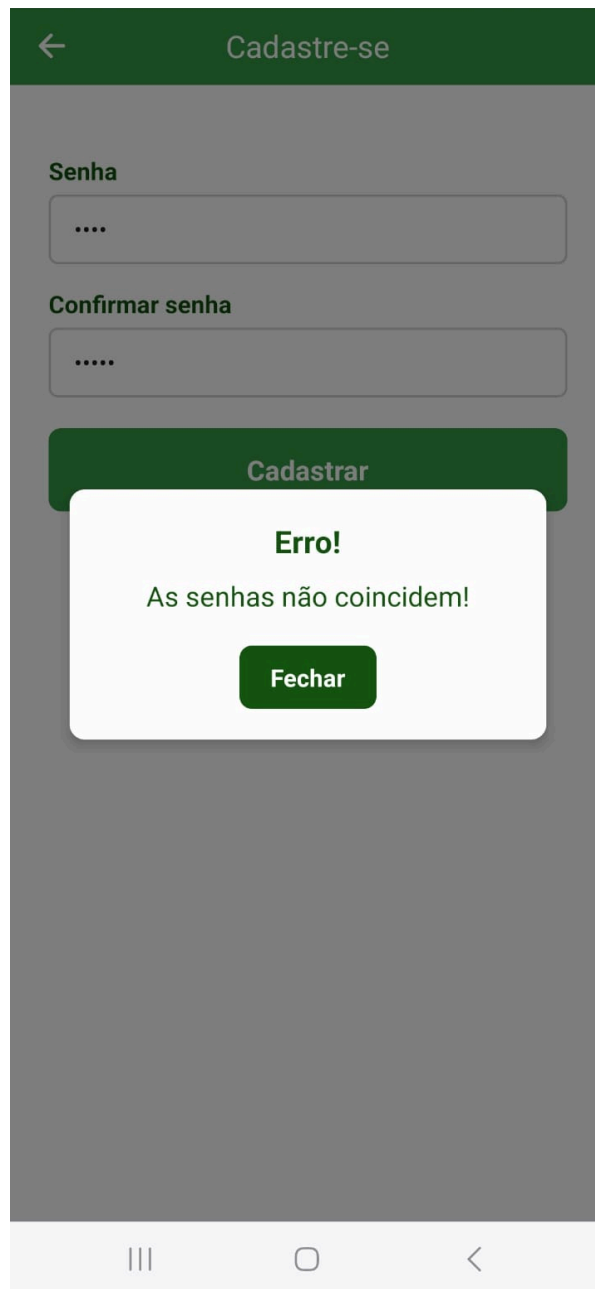 Cadastre-se
Senha
••••
Confirmar senha
•••••
Cadastrar
Erro!
As senhas não coincidem!
Fechar